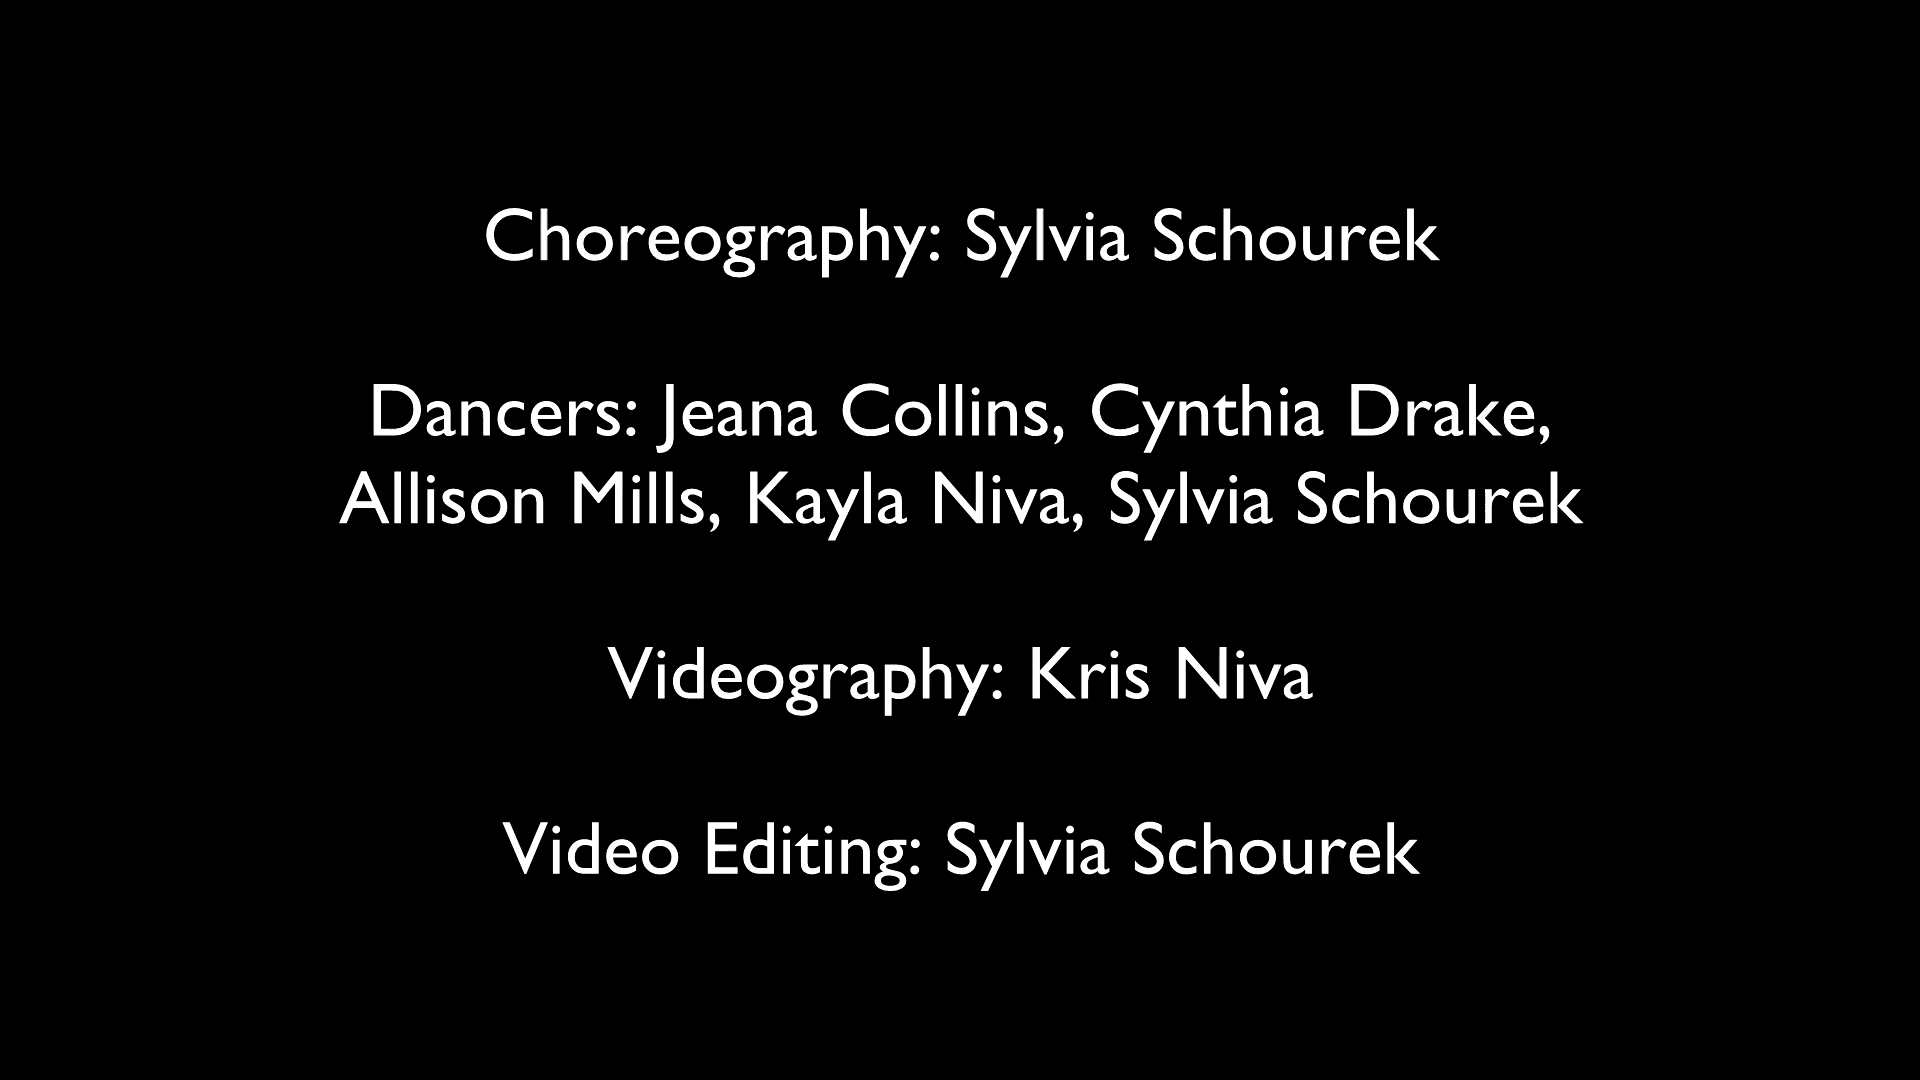 Choreography: Sylvia Schourek
Dancers: Jeana Collins, Cynthia Drake,
Allison Mills, Kayla Niva, Sylvia Schourek
Videography: Kris Niva
Video Editing: Sylvia Schourek